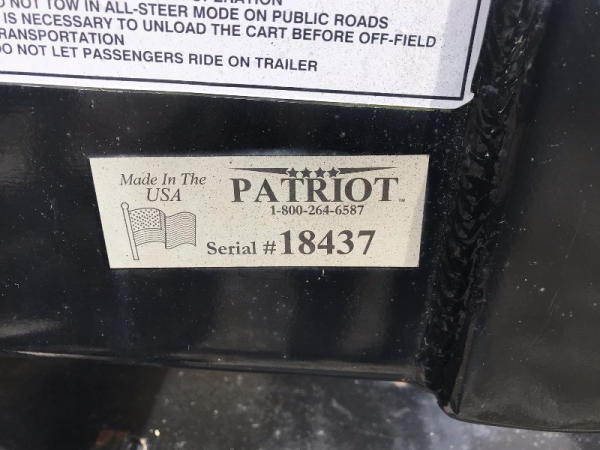 NOT TOW IN ALL-STEER MODE ON PUBLIC ROADS
IS NECESSARY TO UNLOAD THE CART BEFORE OFF-FIELD
TRANSPORTATION
DO NOT LET PASSENGERS RIDE ON TRAILER
Made In The
USA
PATRIOT™
1-800-264-6587
Serial # 18437